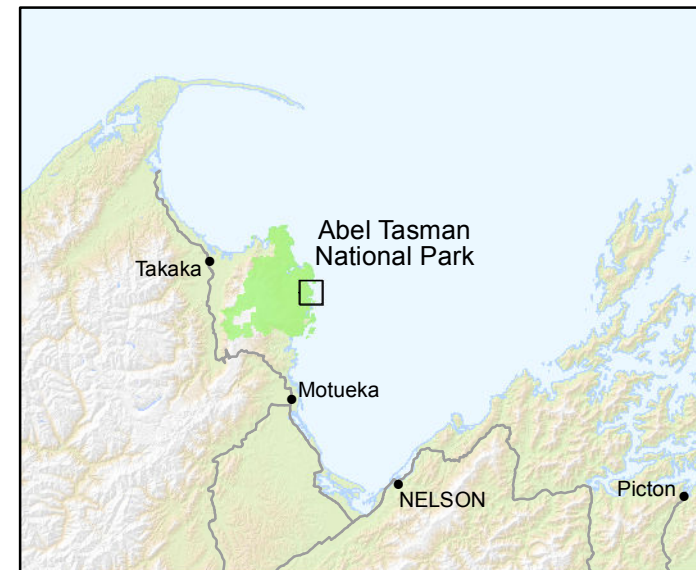 Abel Tasman
National Park
Takaka
Motueka
NELSON
Picton